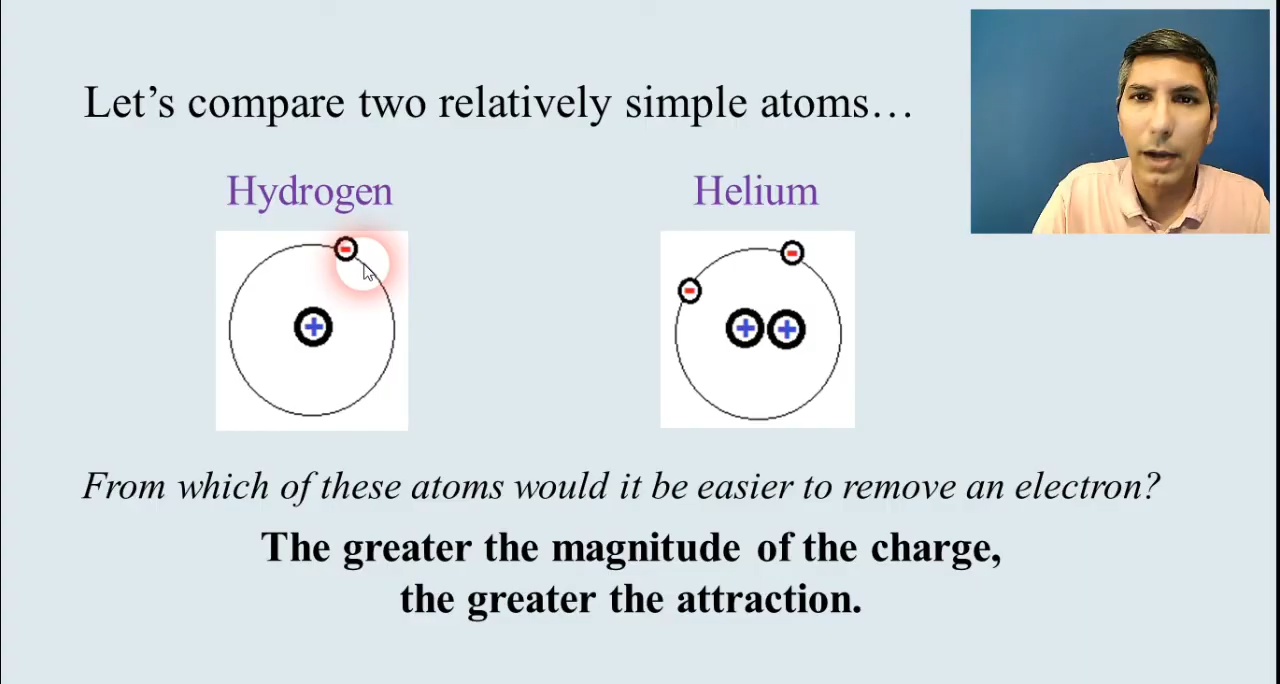 Let’s compare two relatively simple atoms…
Hydrogen
Helium
From which of these atoms would it be easier to remove an electron?
The greater the magnitude of the charge,
the greater the attraction.